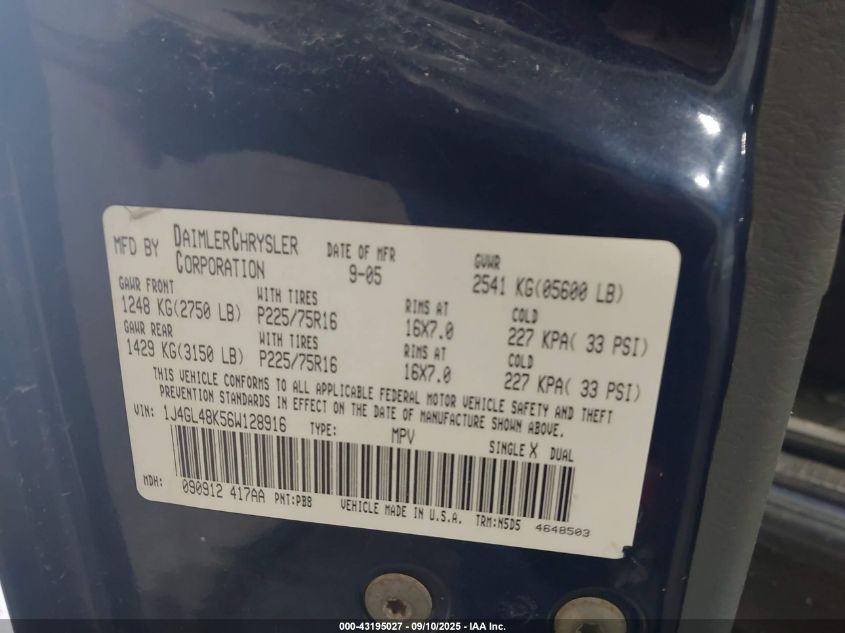 MFD BY DAIMLERCHRYSLER CORPORATION DATE OF MFR 9-05 GVWR 2541 KG(05600 LB)
GAWR FRONT WITH TIRES RIMS AT COLD
1248 KG(2750 LB) P225/75R16 16X7.0 227 KPA( 33 PSI)
GAWR REAR WITH TIRES RIMS AT COLD
1429 KG(3150 LB) P225/75R16 16X7.0 227 KPA( 33 PSI)
THIS VEHICLE CONFORMS TO ALL APPLICABLE FEDERAL MOTOR VEHICLE SAFETY AND THEFT
PREVENTION STANDARDS IN EFFECT ON THE DATE OF MANUFACTURE SHOWN ABOVE.
VIN: 1J4GL48K56W128916 TYPE: MPV SINGLE X DUAL
MDH: 090912 417AA PNT:PB8 VEHICLE MADE IN U.S.A. TRM:N5D5 4648503
000-43195027 - 09/10/2025 - IAA Inc.